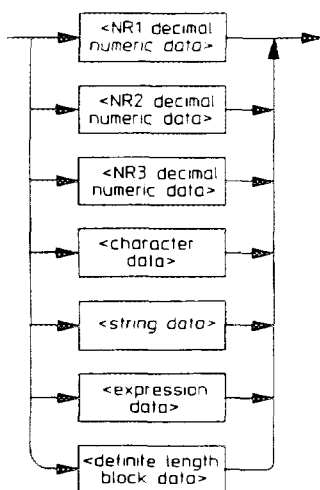 <NR1 decimal
numeric data>
<NR2 decimal
numeric data>
<NR3 decimal
numeric data>
<character
data>
<string data>
<expression
data>
<definite length
block data>